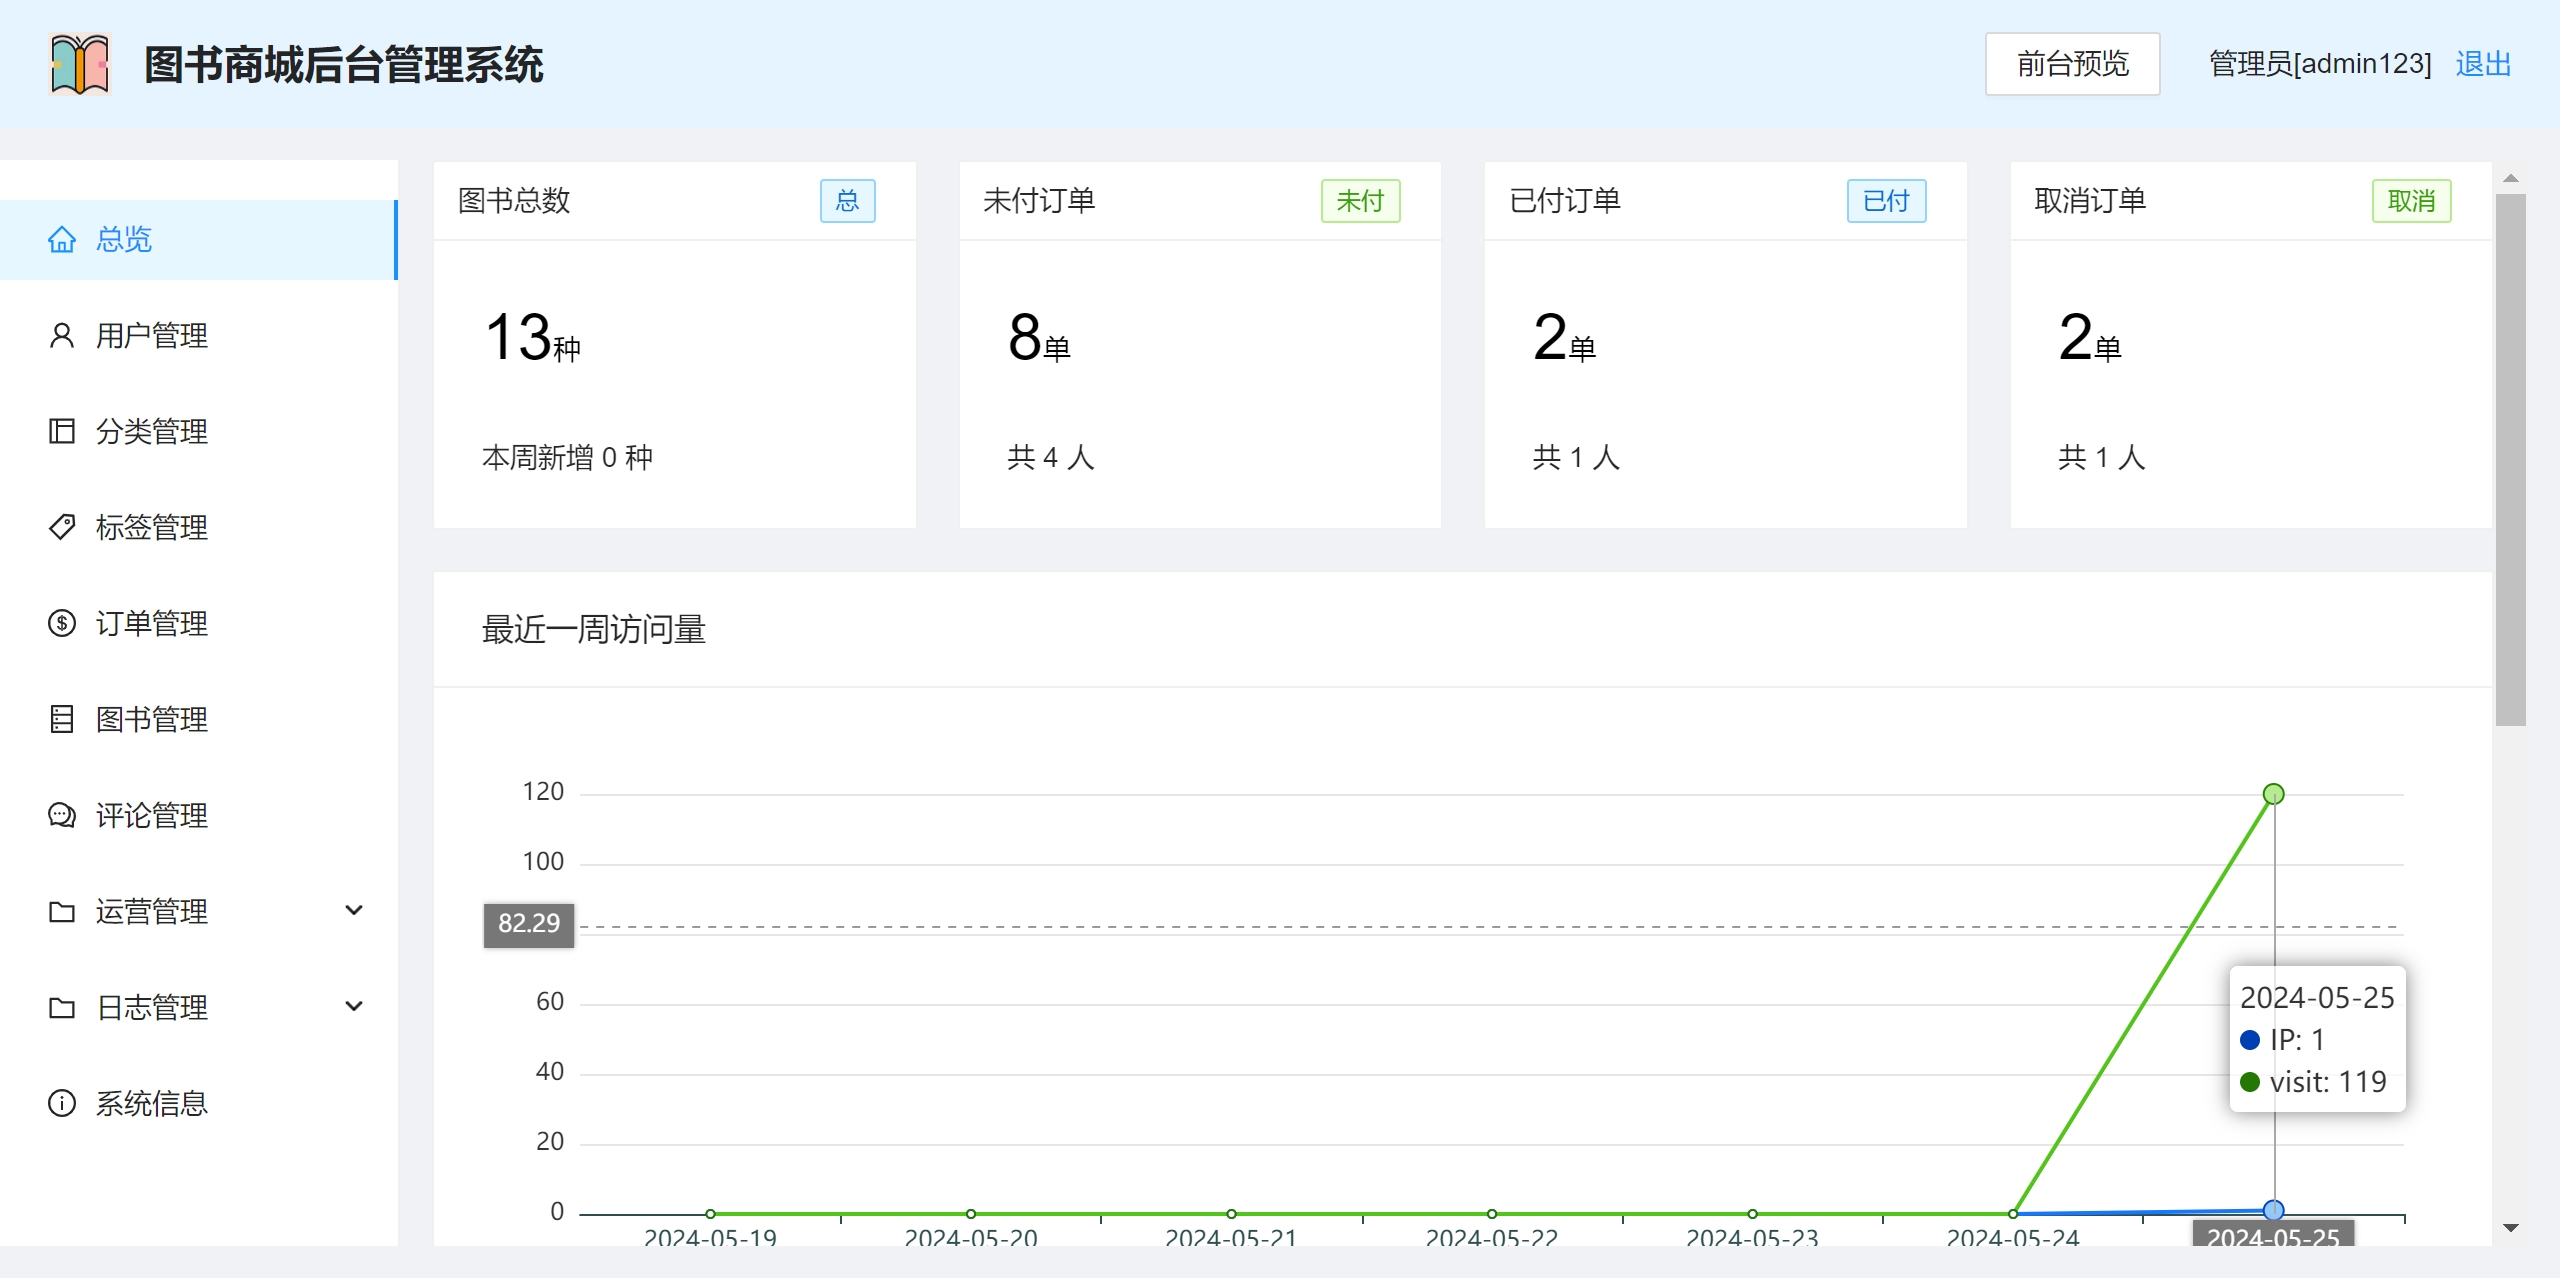 图书商城后台管理系统
前台预览 管理员[admin123] 退出
总览
用户管理
分类管理
标签管理
订单管理
图书管理
评论管理
运营管理
日志管理
系统信息
图书总数 总
13种
本周新增 0 种
未付订单 未付
8单
共 4 人
已付订单 已付
2单
共 1 人
取消订单 取消
2单
共 1 人
最近一周访问量
120
100
82.29
60
40
20
0
2024-05-19 2024-05-20 2024-05-21 2024-05-22 2024-05-23 2024-05-24 2024-05-25
2024-05-25
IP: 1
visit: 119